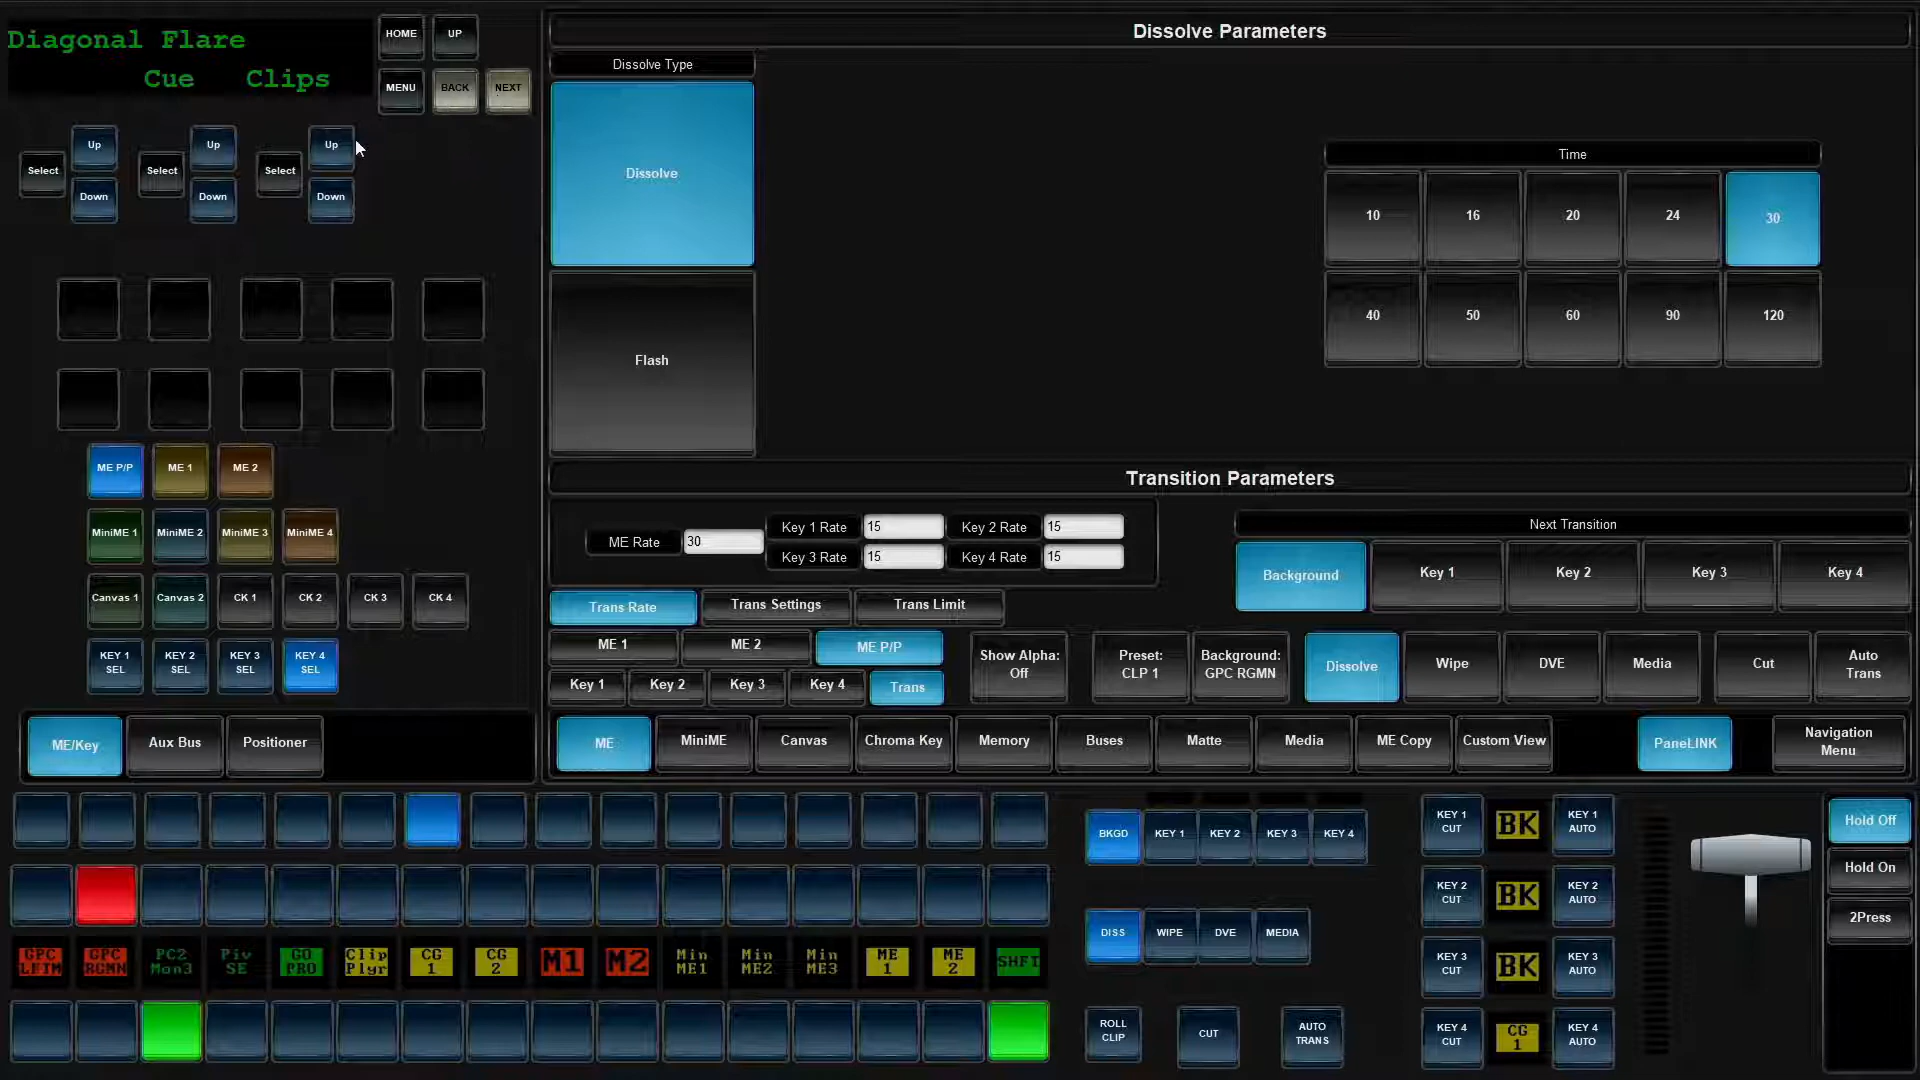 Diagonal Flare
Cue Clips
HOME
UP
MENU
BACK
NEXT
Select
Up
Down
Select
Up
Down
Select
Up
Down
ME P/P
ME 1
ME 2
MiniME 1
MiniME 2
MiniME 3
MiniME 4
Canvas 1
Canvas 2
CK 1
CK 2
CK 3
CK 4
KEY 1
SEL
KEY 2
SEL
KEY 3
SEL
KEY 4
SEL
ME/Key
Aux Bus
Positioner
Dissolve Parameters
Dissolve Type
Dissolve
Flash
Time
10
16
20
24
30
40
50
60
90
120
Transition Parameters
ME Rate
30
Key 1 Rate
15
Key 2 Rate
15
Key 3 Rate
15
Key 4 Rate
15
Next Transition
Background
Key 1
Key 2
Key 3
Key 4
Trans Rate
Trans Settings
Trans Limit
ME 1
ME 2
ME P/P
Key 1
Key 2
Key 3
Key 4
Trans
Show Alpha:
Off
Preset:
CLP 1
Background:
GPC RGMN
Dissolve
Wipe
DVE
Media
Cut
Auto
Trans
ME
MiniME
Canvas
Chroma Key
Memory
Buses
Matte
Media
ME Copy
Custom View
PaneLINK
Navigation
Menu
GPC
LFTM
GPC
RGMN
PC2
Mon3
Piv
SE
GO
PRO
Clip
Plyr
CG
1
CG
2
M1
M2
Min
ME1
Min
ME2
Min
ME3
ME
1
ME
2
SHFT
BKGD
KEY 1
KEY 2
KEY 3
KEY 4
DISS
WIPE
DVE
MEDIA
ROLL
CLIP
CUT
AUTO
TRANS
KEY 1
CUT
BK
KEY 1
AUTO
KEY 2
CUT
BK
KEY 2
AUTO
KEY 3
CUT
BK
KEY 3
AUTO
KEY 4
CUT
CG
1
KEY 4
AUTO
Hold Off
Hold On
2Press